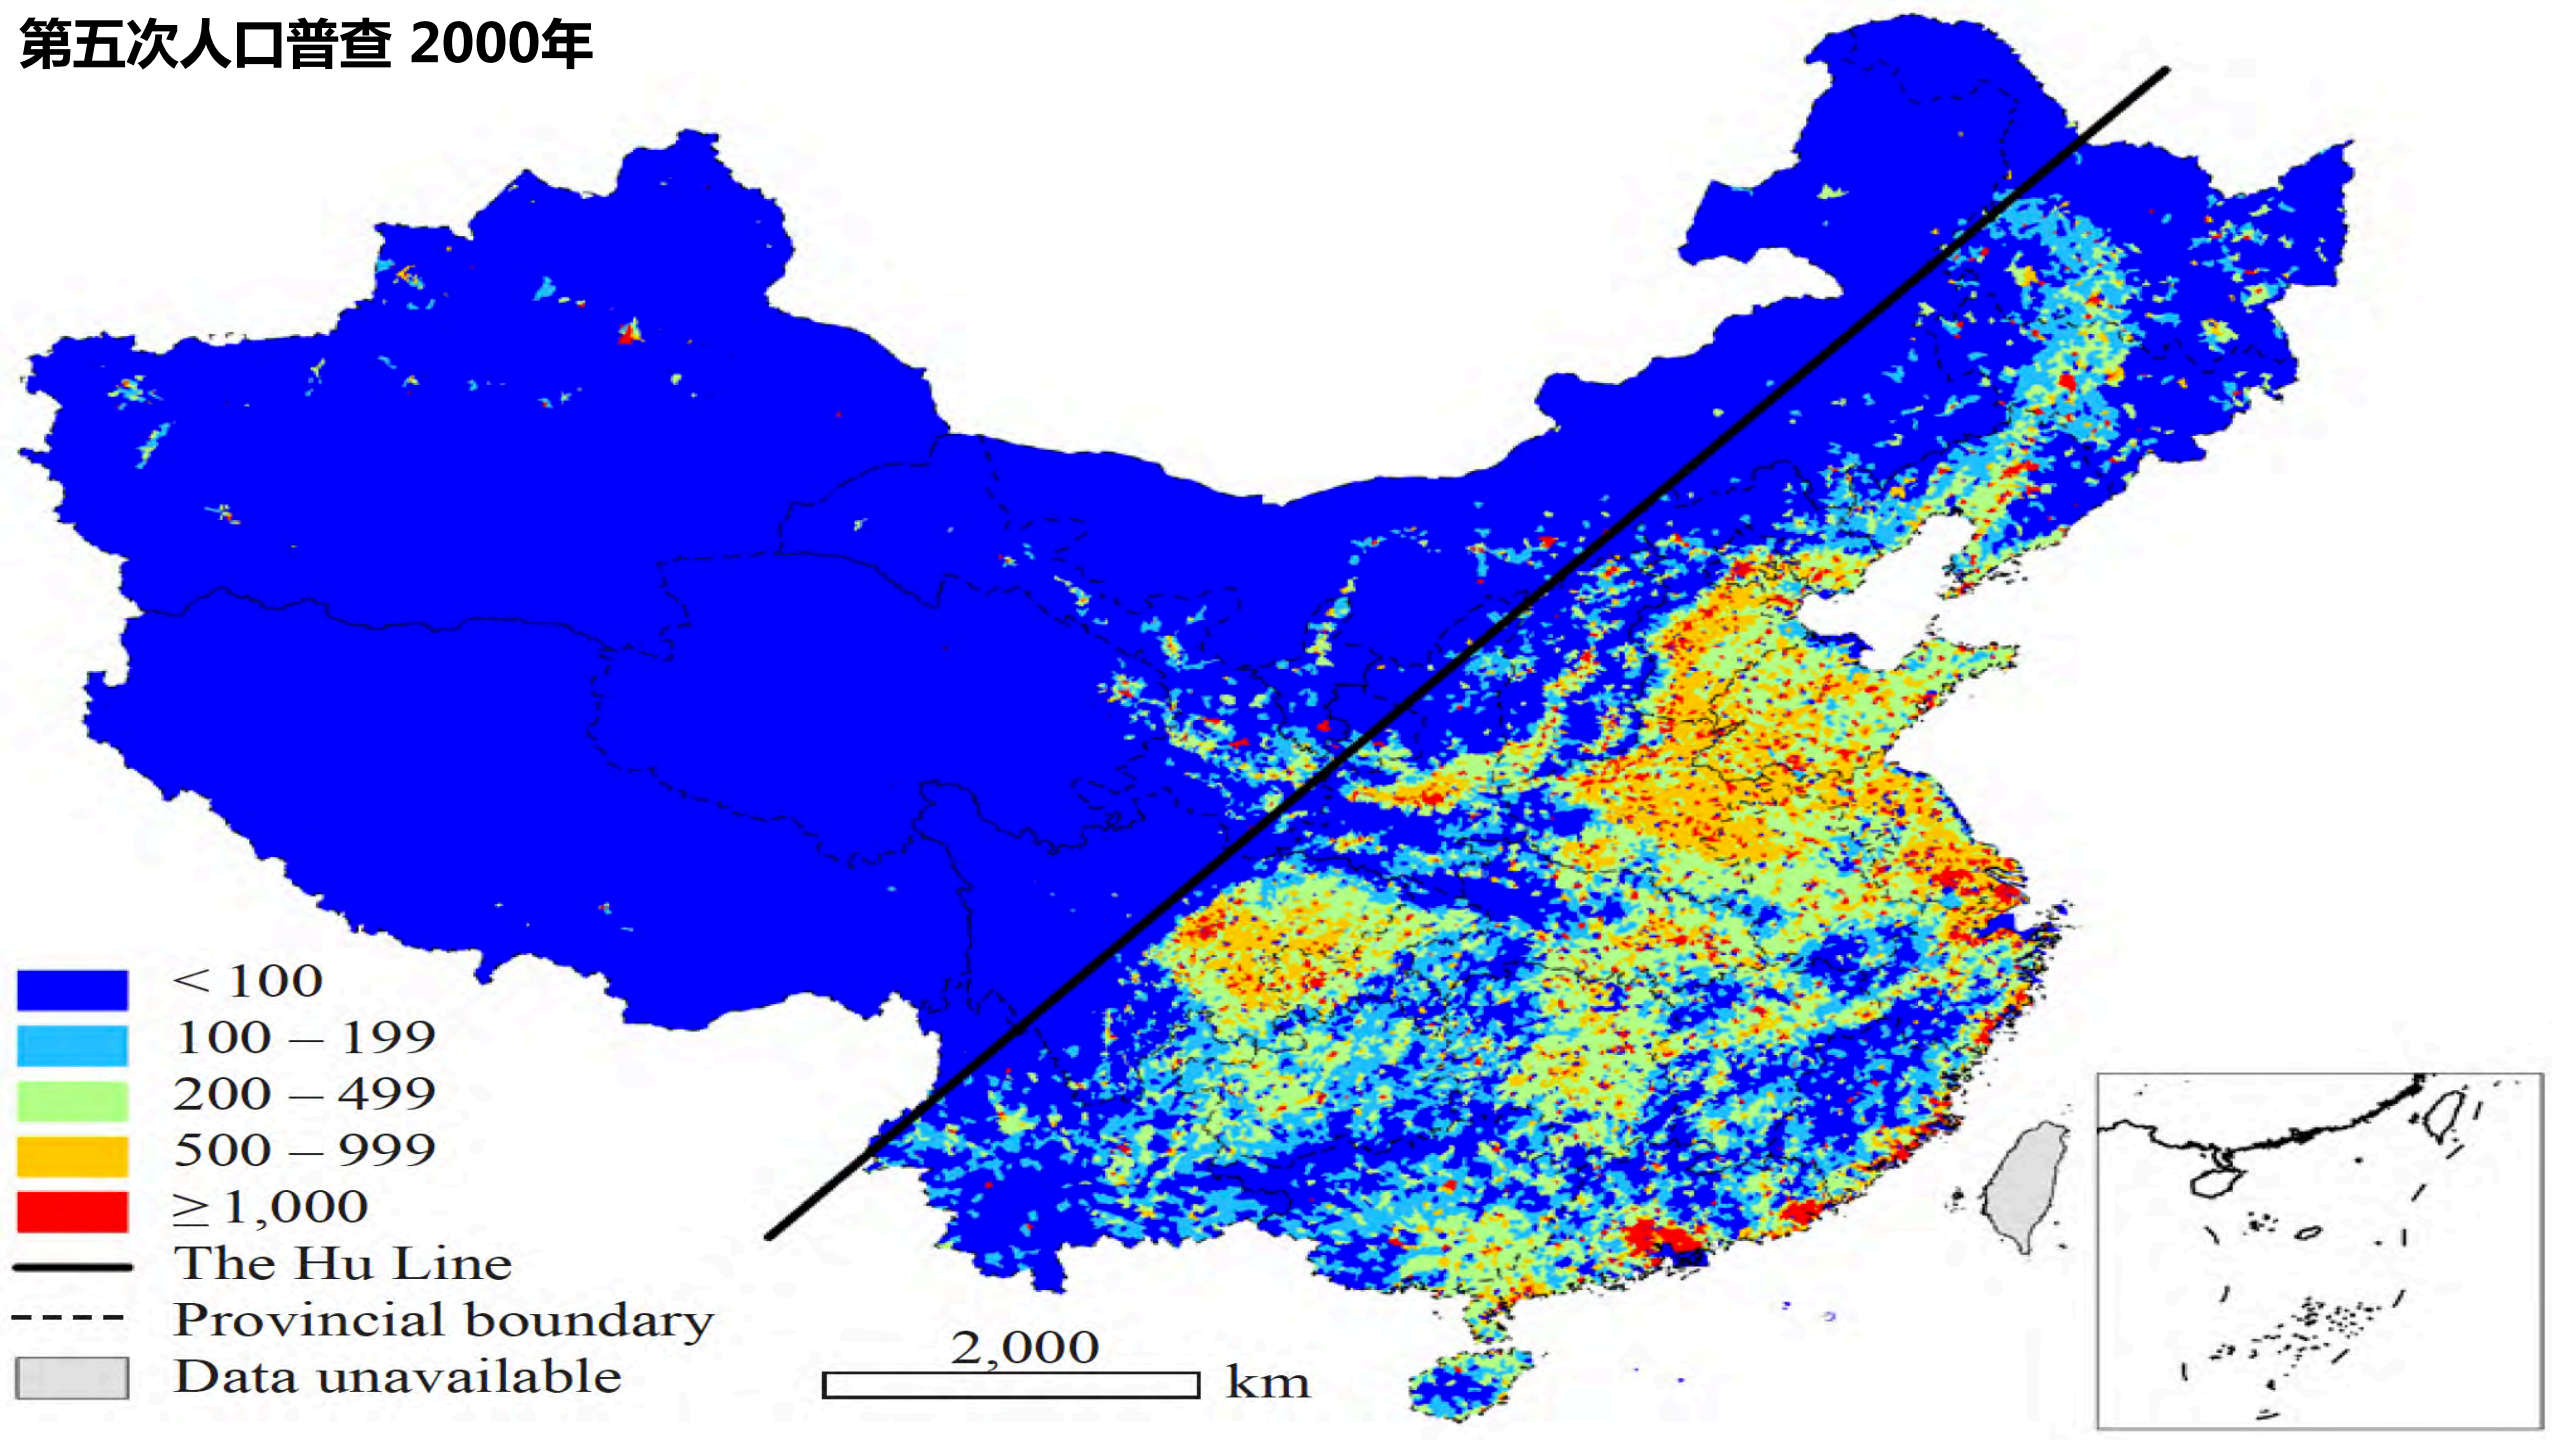 第五次人口普查 2000年
< 100
100 – 199
200 – 499
500 – 999
≥ 1,000
The Hu Line
Provincial boundary
Data unavailable
2,000
km